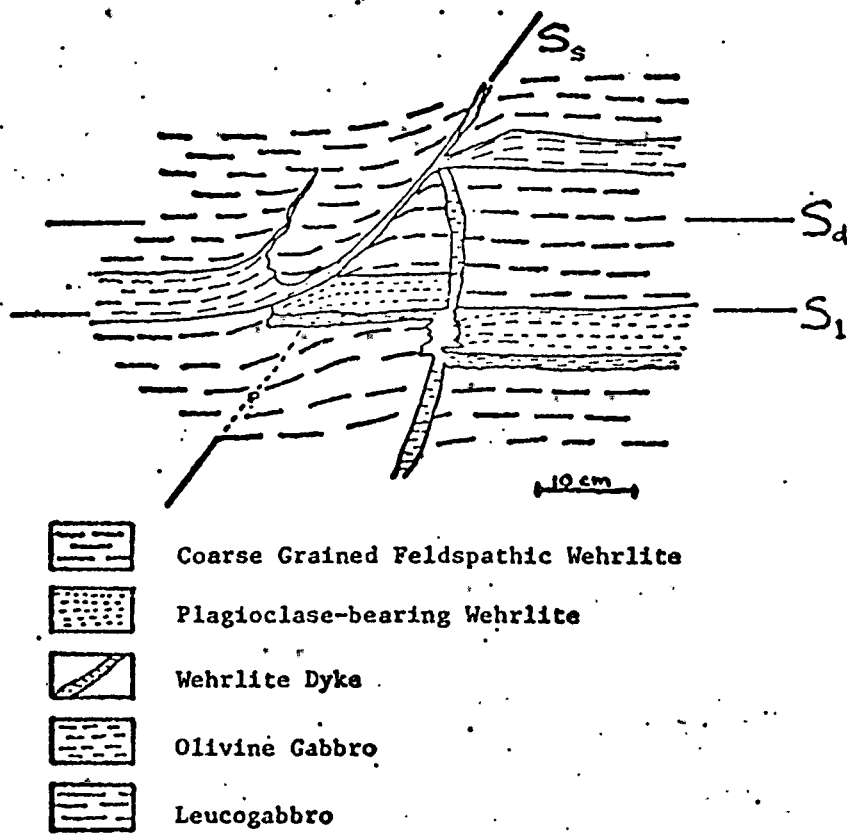 Ss
Sd
S1
?
10 cm
Coarse Grained Feldspathic Wehrlite
Plagioclase-bearing Wehrlite
Wehrlite Dyke
Olivine Gabbro
Leucogabbro